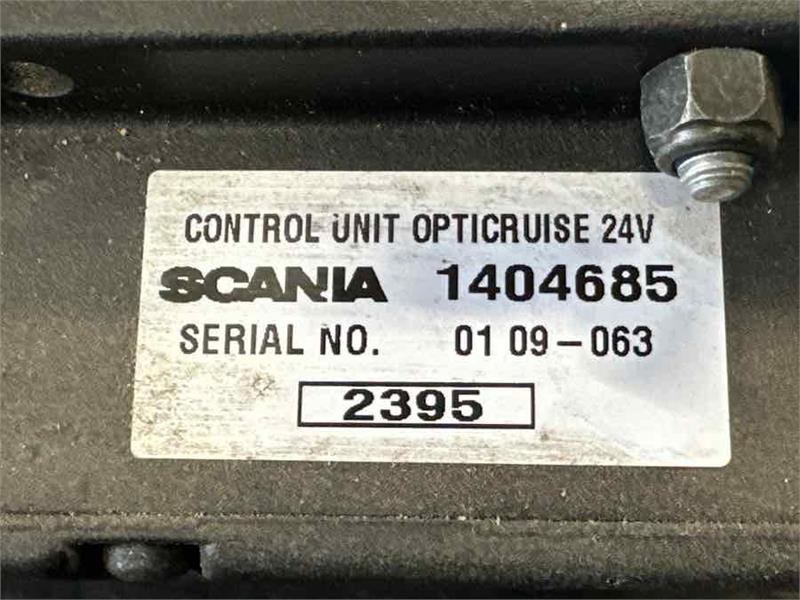 CONTROL UNIT OPTICRUISE 24V
SCANIA 1404685
SERIAL NO. 01 09-063
2395